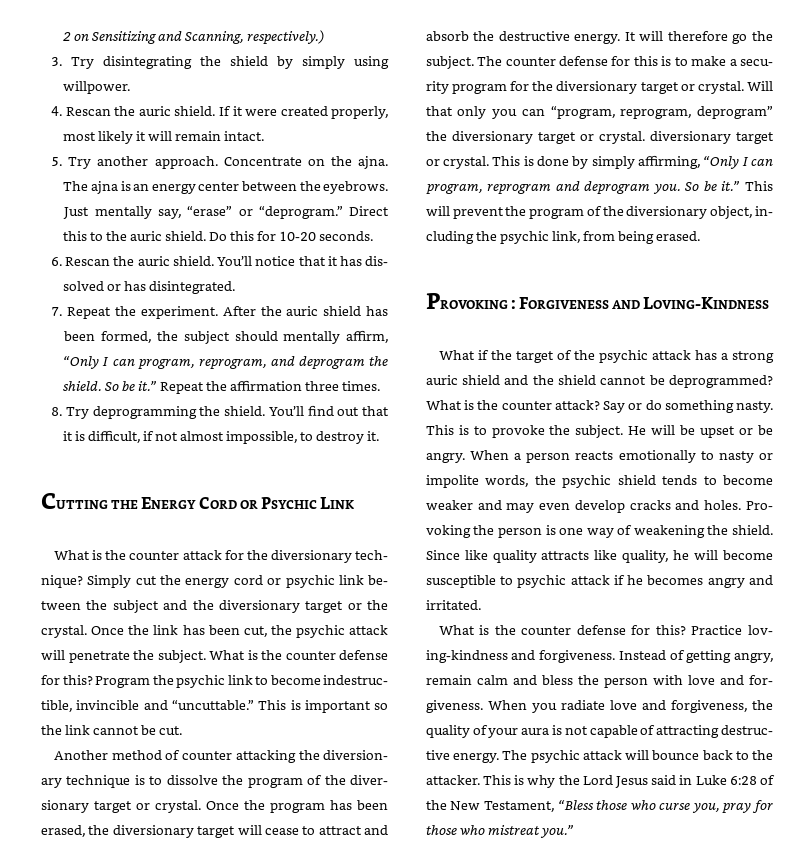 2 on Sensitizing and Scanning, respectively.)
3. Try disintegrating the shield by simply using
willpower.
4. Rescan the auric shield. If it were created properly,
most likely it will remain intact.
5. Try another approach. Concentrate on the ajna.
The ajna is an energy center between the eyebrows.
Just mentally say, “erase” or “deprogram.” Direct
this to the auric shield. Do this for 10-20 seconds.
6. Rescan the auric shield. You’ll notice that it has dis-
solved or has disintegrated.
7. Repeat the experiment. After the auric shield has
been formed, the subject should mentally affirm,
“Only I can program, reprogram, and deprogram the
shield. So be it.” Repeat the affirmation three times.
8. Try deprogramming the shield. You’ll find out that
it is difficult, if not almost impossible, to destroy it.
Cutting the Energy Cord or Psychic Link
What is the counter attack for the diversionary tech-
nique? Simply cut the energy cord or psychic link be-
tween the subject and the diversionary target or the
crystal. Once the link has been cut, the psychic attack
will penetrate the subject. What is the counter defense
for this? Program the psychic link to become indestruc-
tible, invincible and “uncuttable.” This is important so
the link cannot be cut.
Another method of counter attacking the diversion-
ary technique is to dissolve the program of the diver-
sionary target or crystal. Once the program has been
erased, the diversionary target will cease to attract and
absorb the destructive energy. It will therefore go the
subject. The counter defense for this is to make a secu-
rity program for the diversionary target or crystal. Will
that only you can “program, reprogram, deprogram”
the diversionary target or crystal. diversionary target
or crystal. This is done by simply affirming, “Only I can
program, reprogram and deprogram you. So be it.” This
will prevent the program of the diversionary object, in-
cluding the psychic link, from being erased.
Provoking : Forgiveness and Loving-Kindness
What if the target of the psychic attack has a strong
auric shield and the shield cannot be deprogrammed?
What is the counter attack? Say or do something nasty.
This is to provoke the subject. He will be upset or be
angry. When a person reacts emotionally to nasty or
impolite words, the psychic shield tends to become
weaker and may even develop cracks and holes. Pro-
voking the person is one way of weakening the shield.
Since like quality attracts like quality, he will become
susceptible to psychic attack if he becomes angry and
irritated.
What is the counter defense for this? Practice lov-
ing-kindness and forgiveness. Instead of getting angry,
remain calm and bless the person with love and for-
giveness. When you radiate love and forgiveness, the
quality of your aura is not capable of attracting destruc-
tive energy. The psychic attack will bounce back to the
attacker. This is why the Lord Jesus said in Luke 6:28 of
the New Testament, “Bless those who curse you, pray for
those who mistreat you.”